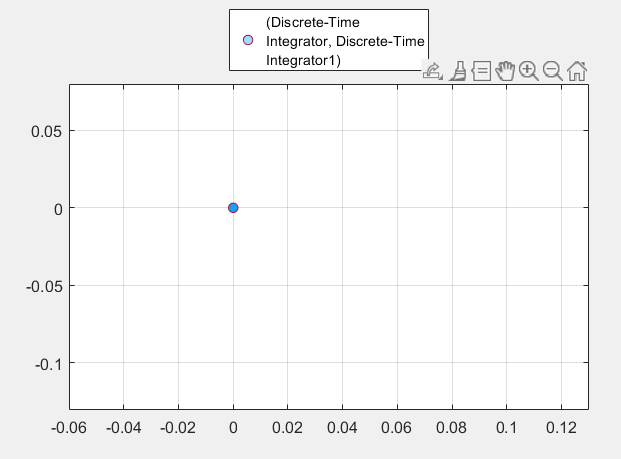 (Discrete-Time
Integrator, Discrete-Time
Integrator1)
0.05
0
-0.05
-0.1
-0.06 -0.04 -0.02 0 0.02 0.04 0.06 0.08 0.1 0.12